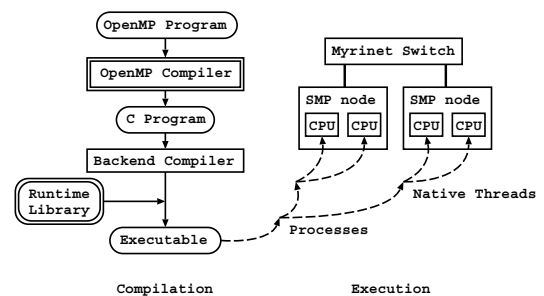 OpenMP Program
OpenMP Compiler
C Program
Backend Compiler
Runtime
Library
Executable
Myrinet Switch
SMP node
CPU CPU
SMP node
CPU CPU
Native Threads
Processes
Compilation
Execution